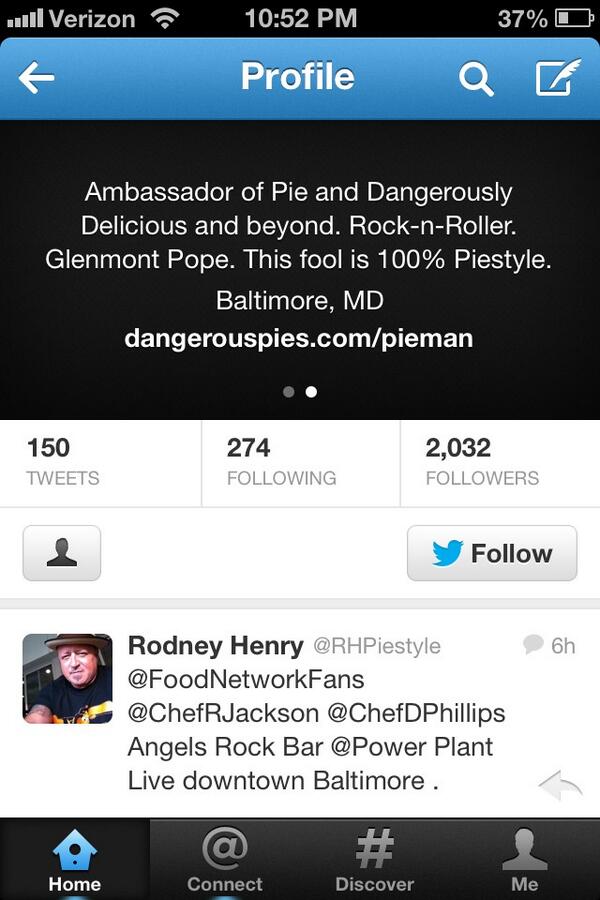 Verizon 10:52 PM 37%
Profile
Ambassador of Pie and Dangerously
Delicious and beyond. Rock-n-Roller.
Glenmont Pope. This fool is 100% Piestyle.
Baltimore, MD
dangerouspies.com/pieman
150 274 2,032
TWEETS FOLLOWING FOLLOWERS
Follow
Rodney Henry @RHPiestyle 6h
@FoodNetworkFans
@ChefRJackson @ChefDPhillips
Angels Rock Bar @Power Plant
Live downtown Baltimore .
@ #
Home Connect Discover Me